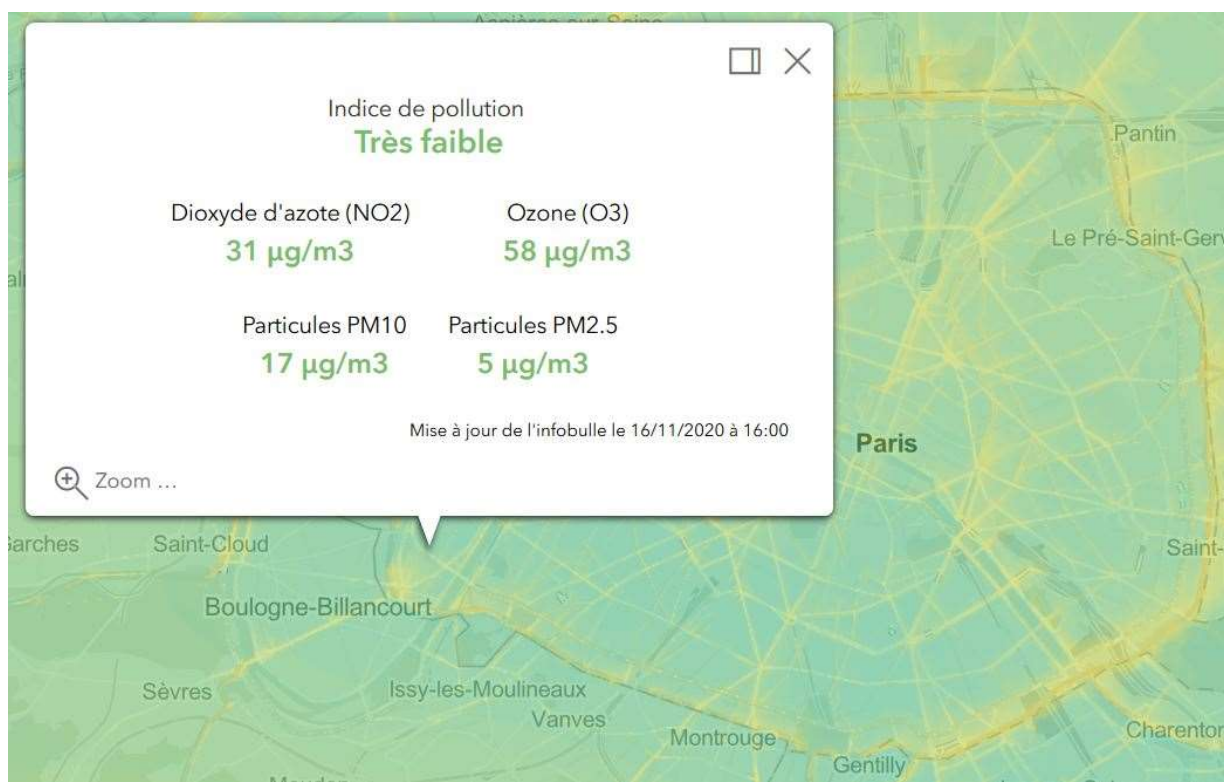 Indice de pollution
Très faible
Dioxyde d'azote (NO2) Ozone (O3)
31 µg/m3 58 µg/m3
Particules PM10 Particules PM2.5
17 µg/m3 5 µg/m3
Mise à jour de l'infobulle le 16/11/2020 à 16:00
Zoom ...
Pantin
Le Pré-Saint-Gerv
Paris
Saint-Cloud
Saint-
Boulogne-Billancourt
Sèvres
Issy-les-Moulineaux
Vanves
Montrouge
Charenton
Gentilly